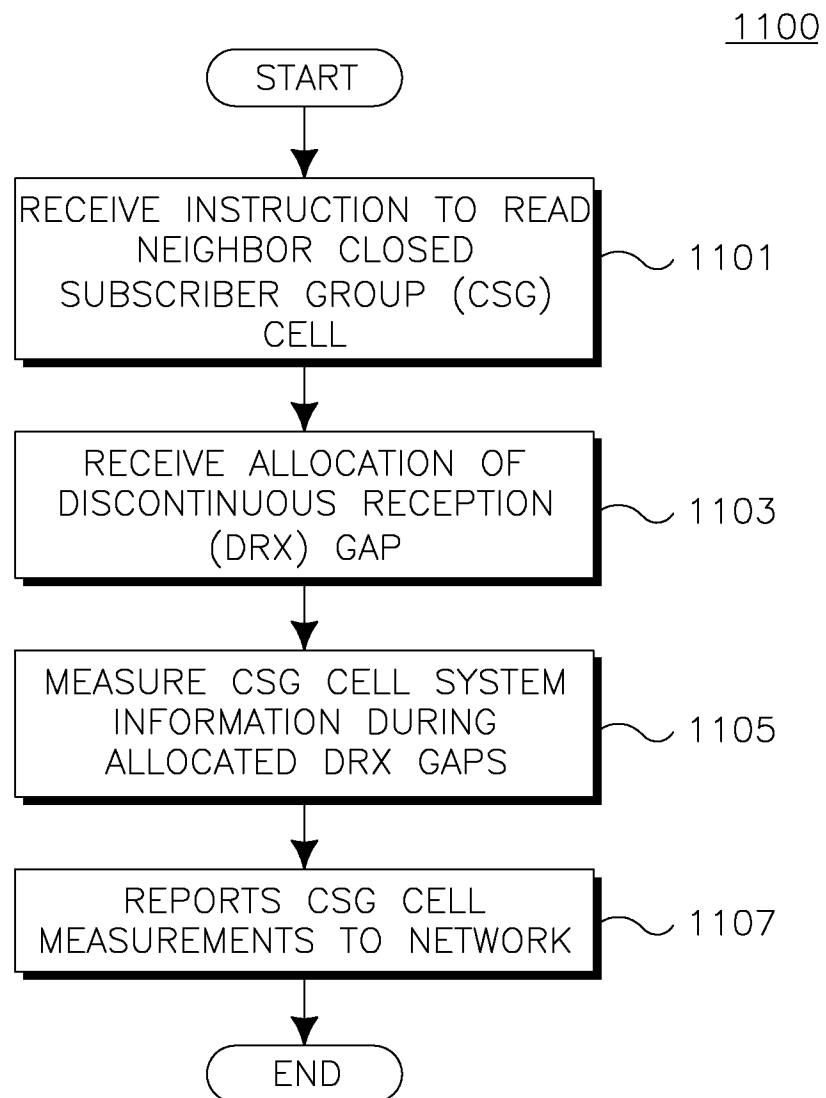 1100
START
RECEIVE INSTRUCTION TO READ
NEIGHBOR CLOSED
SUBSCRIBER GROUP (CSG)
CELL
1101
RECEIVE ALLOCATION OF
DISCONTINUOUS RECEPTION
(DRX) GAP
1103
MEASURE CSG CELL SYSTEM
INFORMATION DURING
ALLOCATED DRX GAPS
1105
REPORTS CSG CELL
MEASUREMENTS TO NETWORK
1107
END